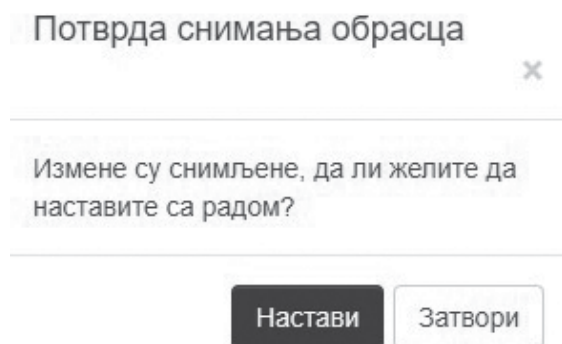 Потврда снимања обрасца
×
Измене су снимљене, да ли желите да
наставите са радом?
Настави
Затвори